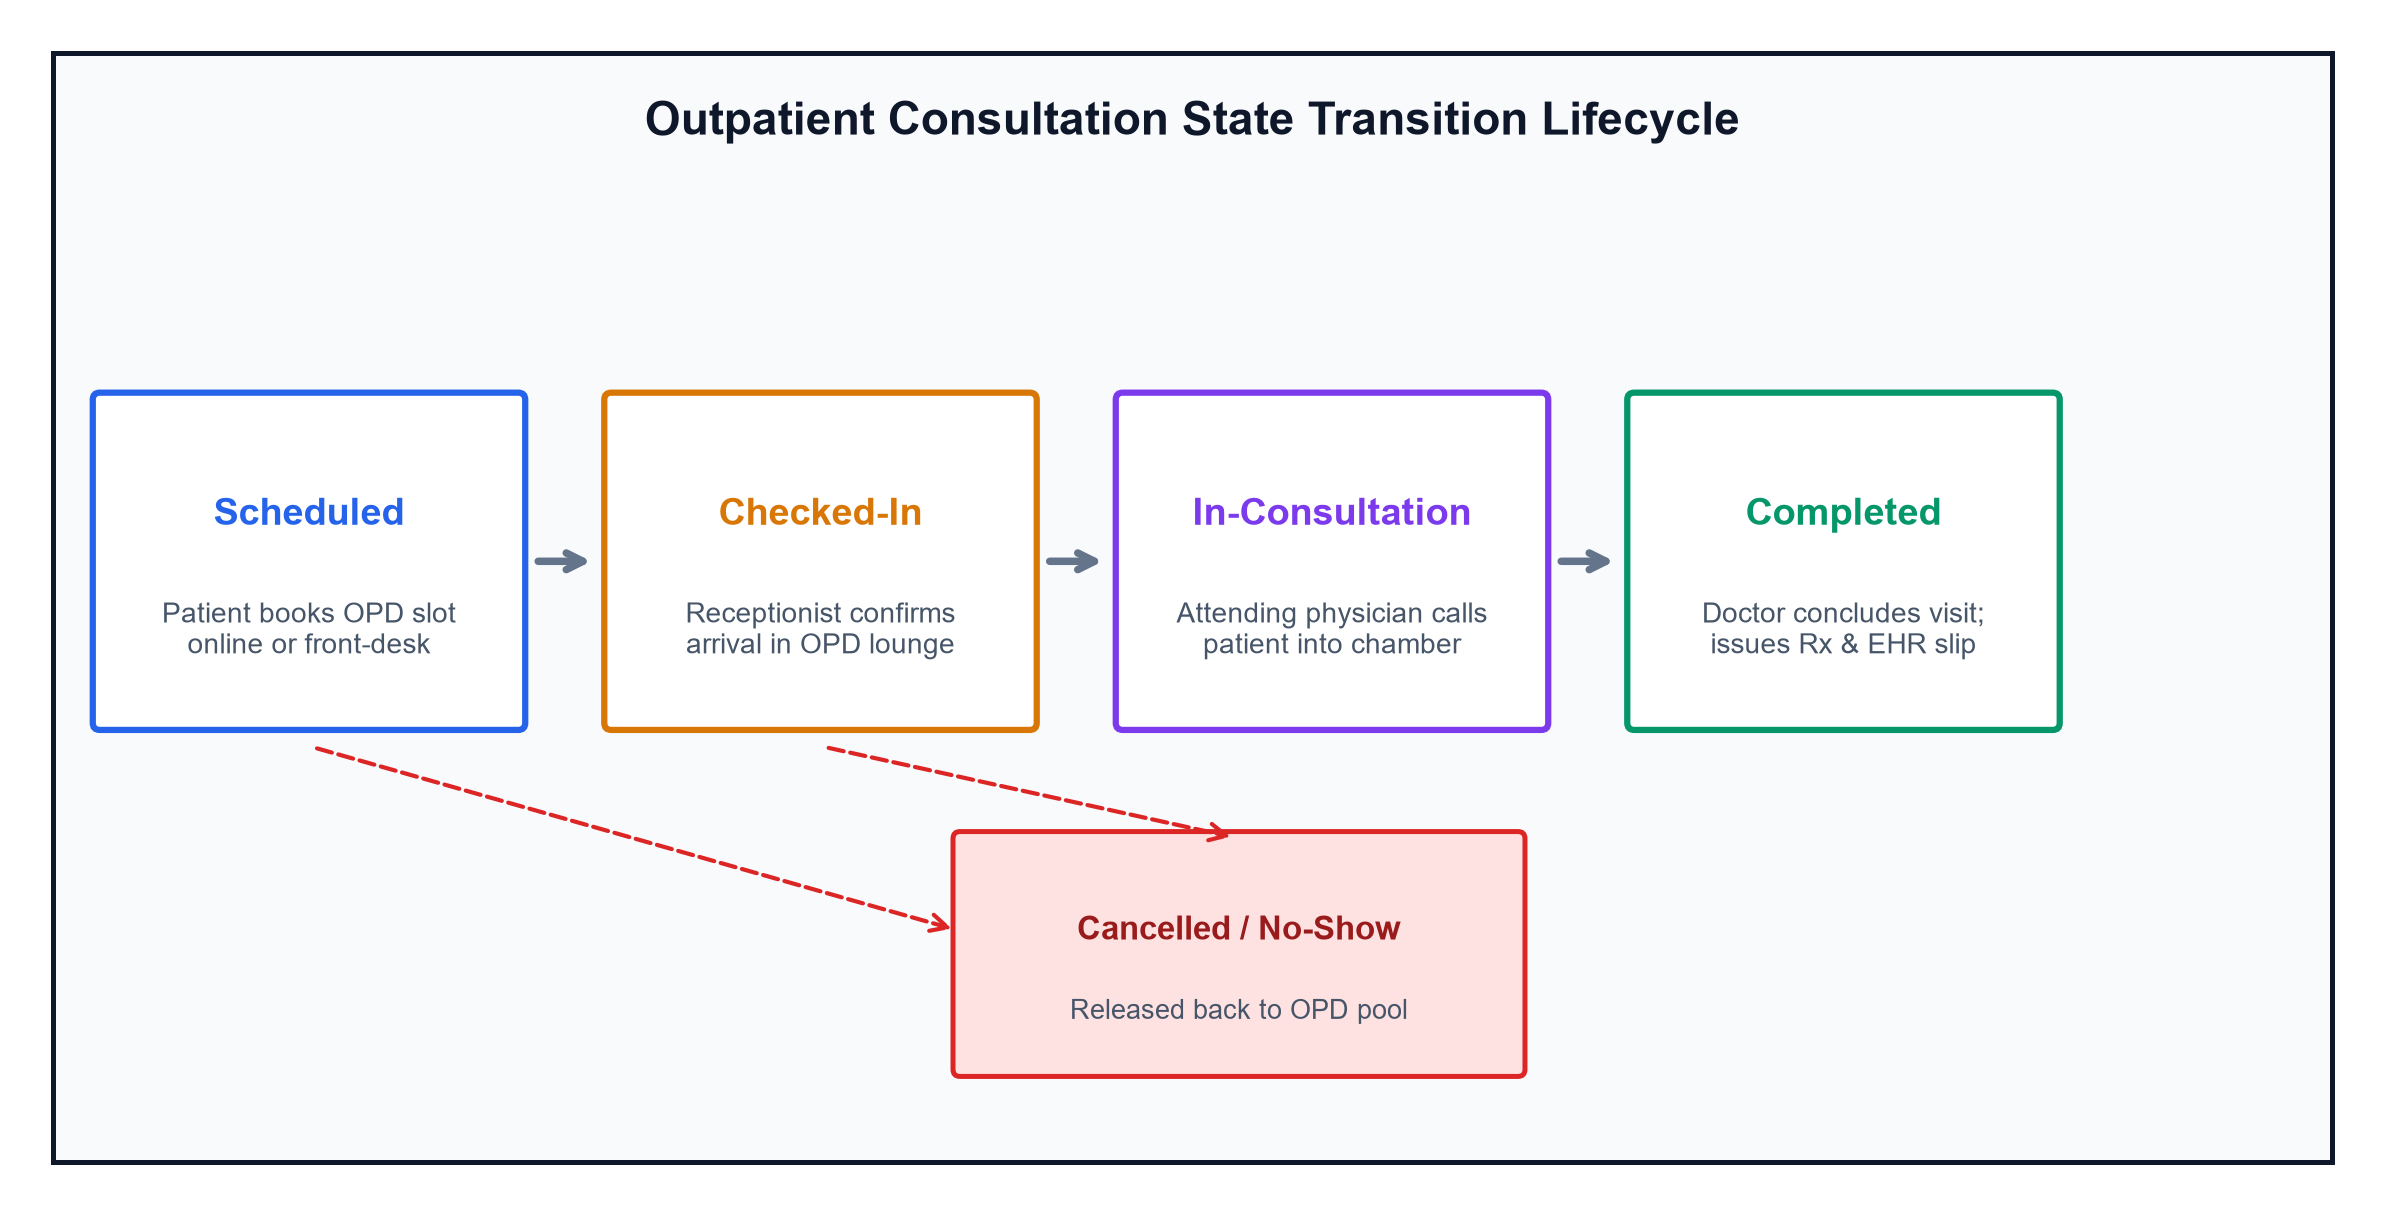 Outpatient Consultation State Transition Lifecycle
Scheduled
Patient books OPD slot
online or front-desk
Checked-In
Receptionist confirms
arrival in OPD lounge
In-Consultation
Attending physician calls
patient into chamber
Completed
Doctor concludes visit;
issues Rx & EHR slip
Cancelled / No-Show
Released back to OPD pool